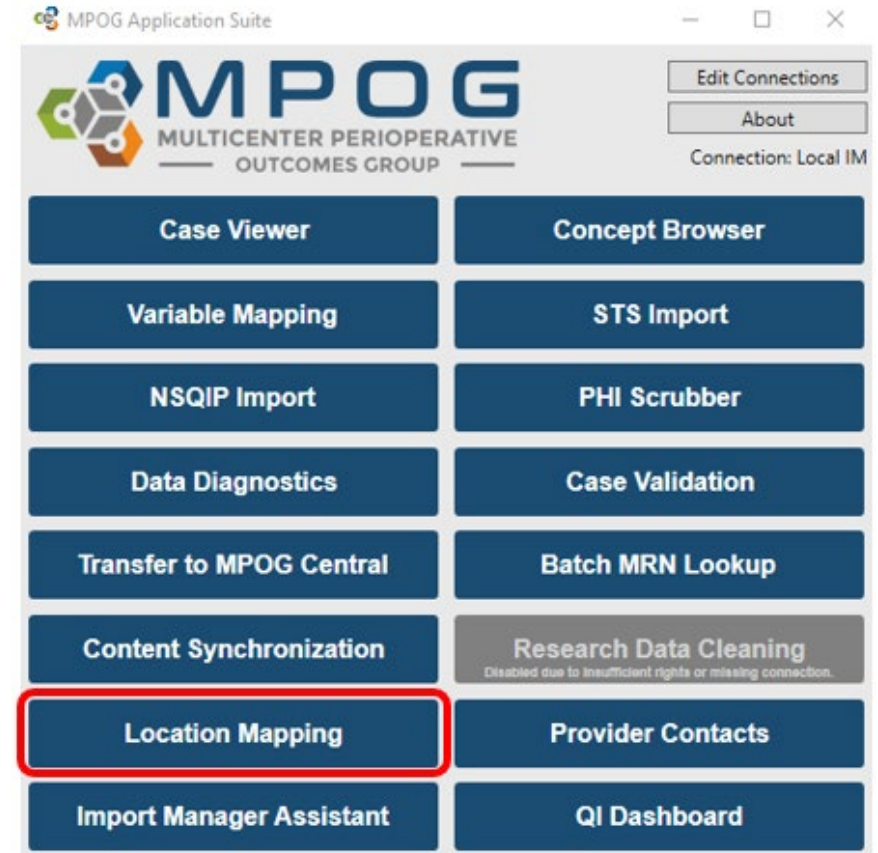 MPOG Application Suite
MPOG
MULTICENTER PERIOPERATIVE
OUTCOMES GROUP
Edit Connections
About
Connection: Local IM
Case Viewer
Concept Browser
Variable Mapping
STS Import
NSQIP Import
PHI Scrubber
Data Diagnostics
Case Validation
Transfer to MPOG Central
Batch MRN Lookup
Content Synchronization
Research Data Cleaning
Disabled due to insufficient rights or missing connection.
Location Mapping
Provider Contacts
Import Manager Assistant
QI Dashboard